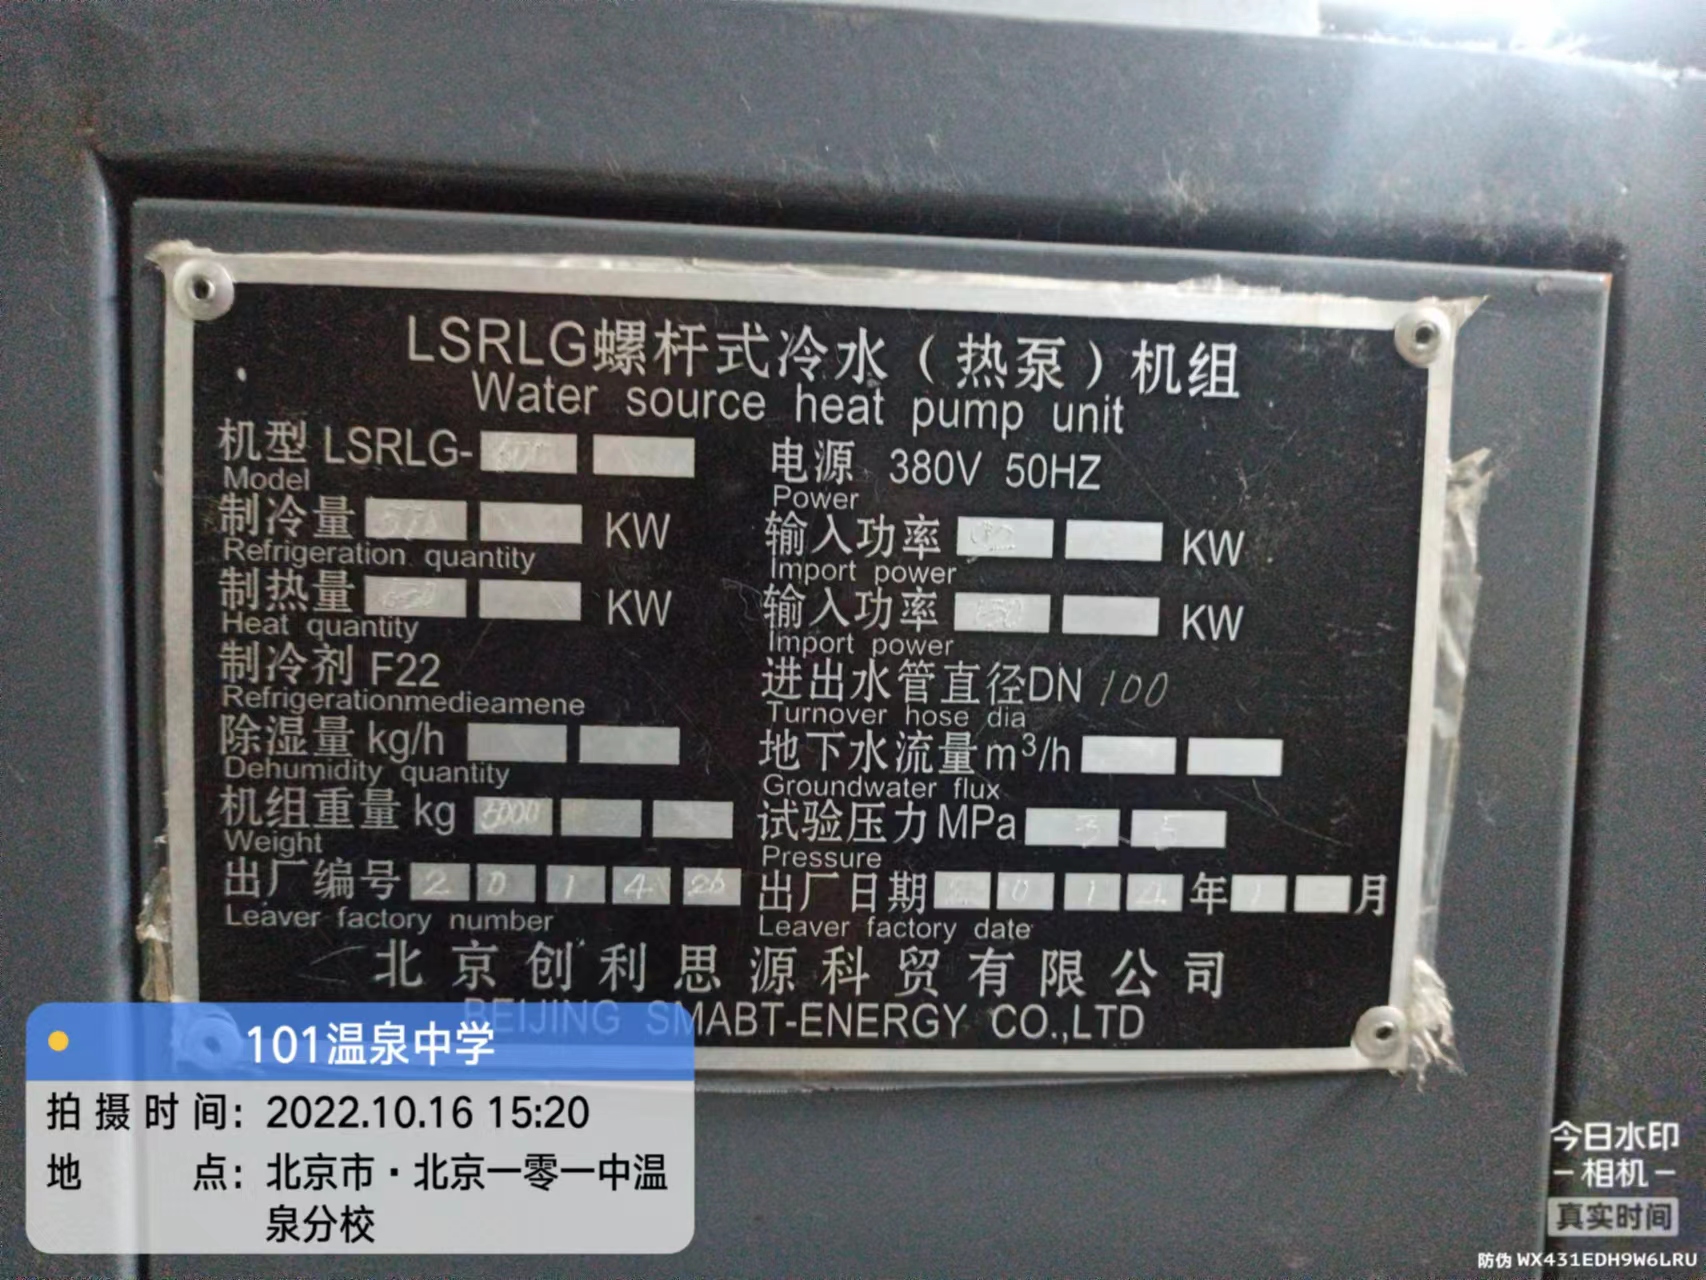 LSRLG螺杆式冷水（热泵）机组
Water source heat pump unit
机型 LSRLG-
Model
电源 380V 50HZ
Power
制冷量 KW
Refrigeration quantity
输入功率 KW
Import power
制热量 KW
Heat quantity
输入功率 KW
Import power
制冷剂 F22
Refrigerationmedieamene
进出水管直径DN 100
Turnover hose dia
除湿量 kg/h
Dehumidity quantity
地下水流量 m³/h
Groundwater flux
机组重量 kg
Weight
试验压力 MPa 3 5
Pressure
出厂编号 2 0 1 4 26
Leaver factory number
出厂日期 2 0 1 4 年 1 月
Leaver factory date
北京创利思源科贸有限公司
BEIJING SMABT-ENERGY CO.,LTD
101温泉中学
拍摄时间: 2022.10.16 15:20
地点: 北京市·北京一零一中温
泉分校
今日水印
相机
真实时间
防伪 WX431EDH9W6LRU